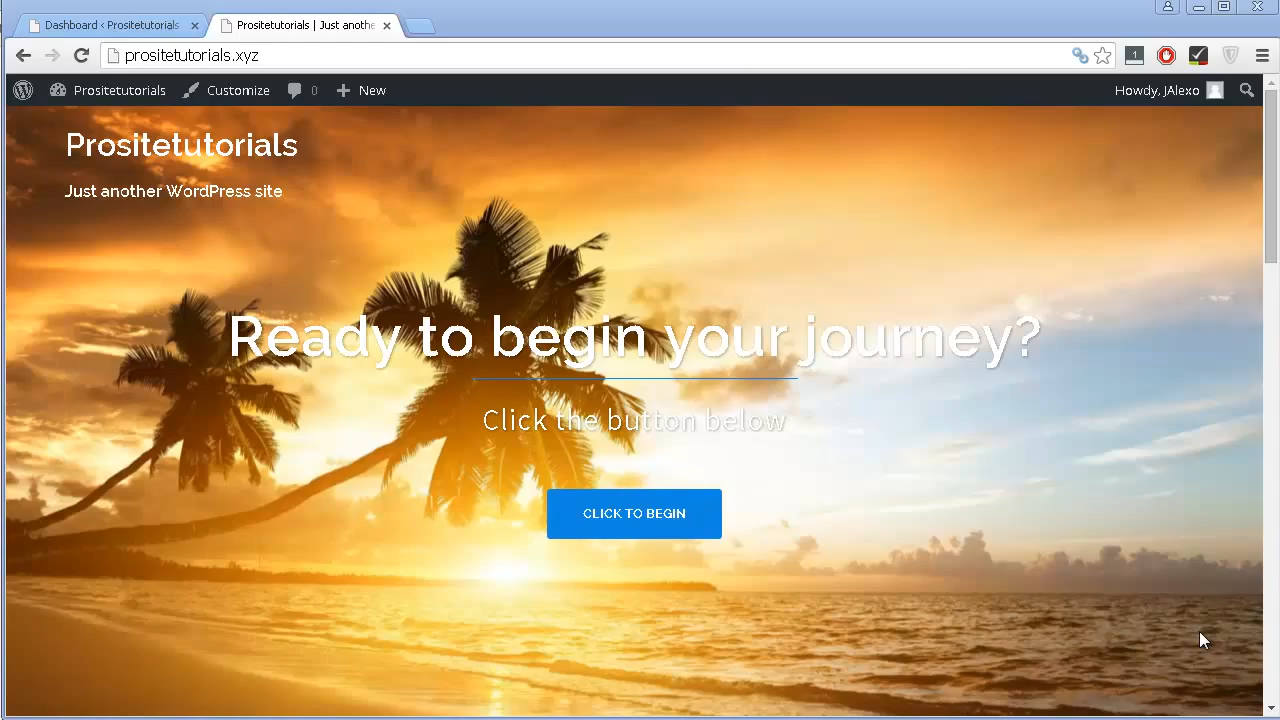 Dashboard ‹ Prositetutorials
Prositetutorials | Just anothe
prositetutorials.xyz
1
Prositetutorials
Customize
0
New
Howdy, JAlexo
Prositetutorials
Just another WordPress site
Ready to begin your journey?
Click the button below
CLICK TO BEGIN